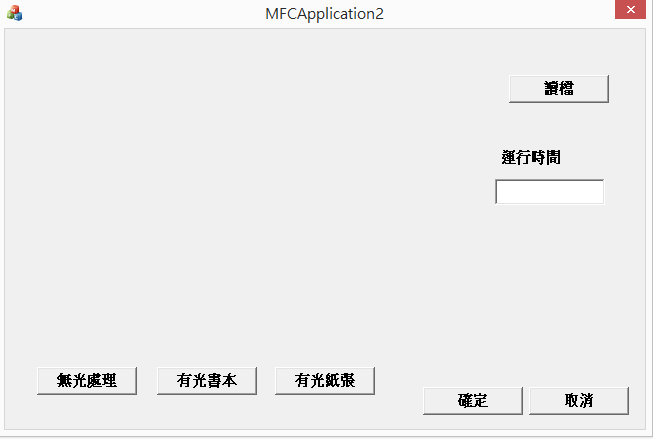 MFCApplication2
讀檔
運行時間
無光處理
有光書本
有光紙張
確定
取消